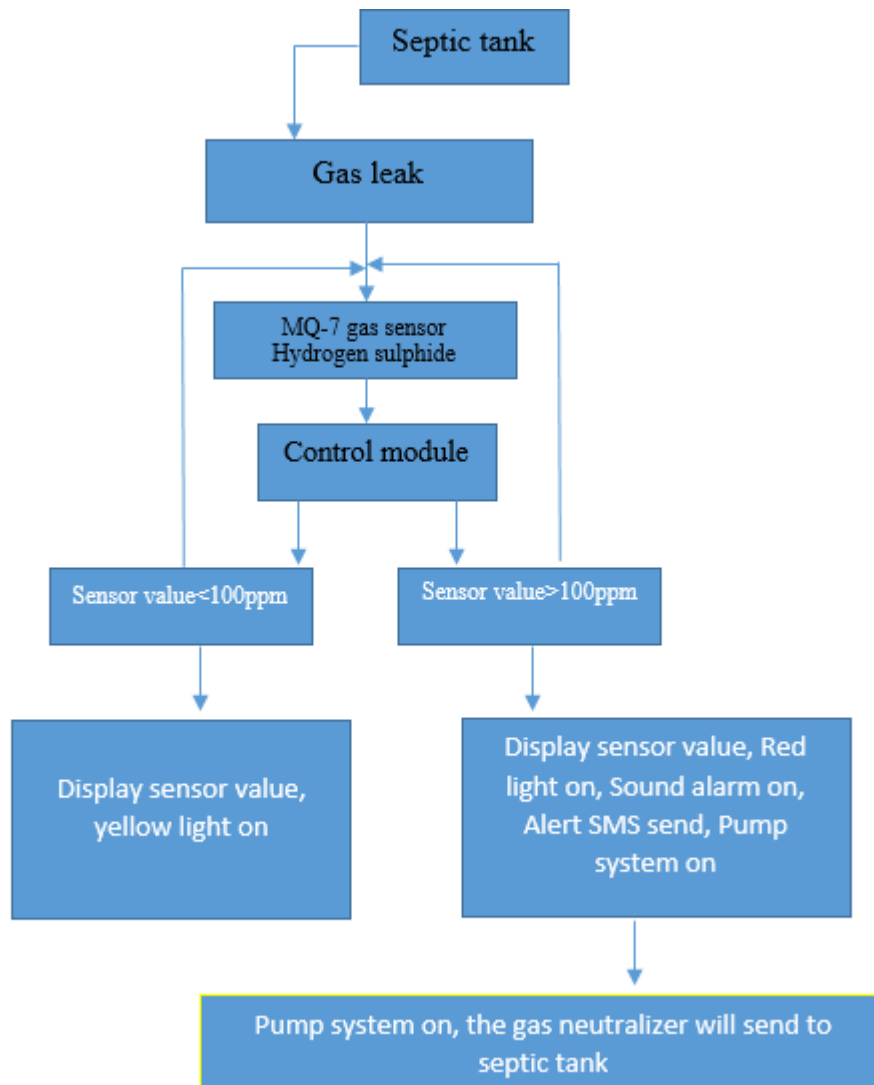 Septic tank
Gas leak
MQ-7 gas sensor
Hydrogen sulphide
Control module
Sensor value<100ppm
Sensor value>100ppm
Display sensor value,
yellow light on
Display sensor value, Red
light on, Sound alarm on,
Alert SMS send, Pump
system on
Pump system on, the gas neutralizer will send to
septic tank